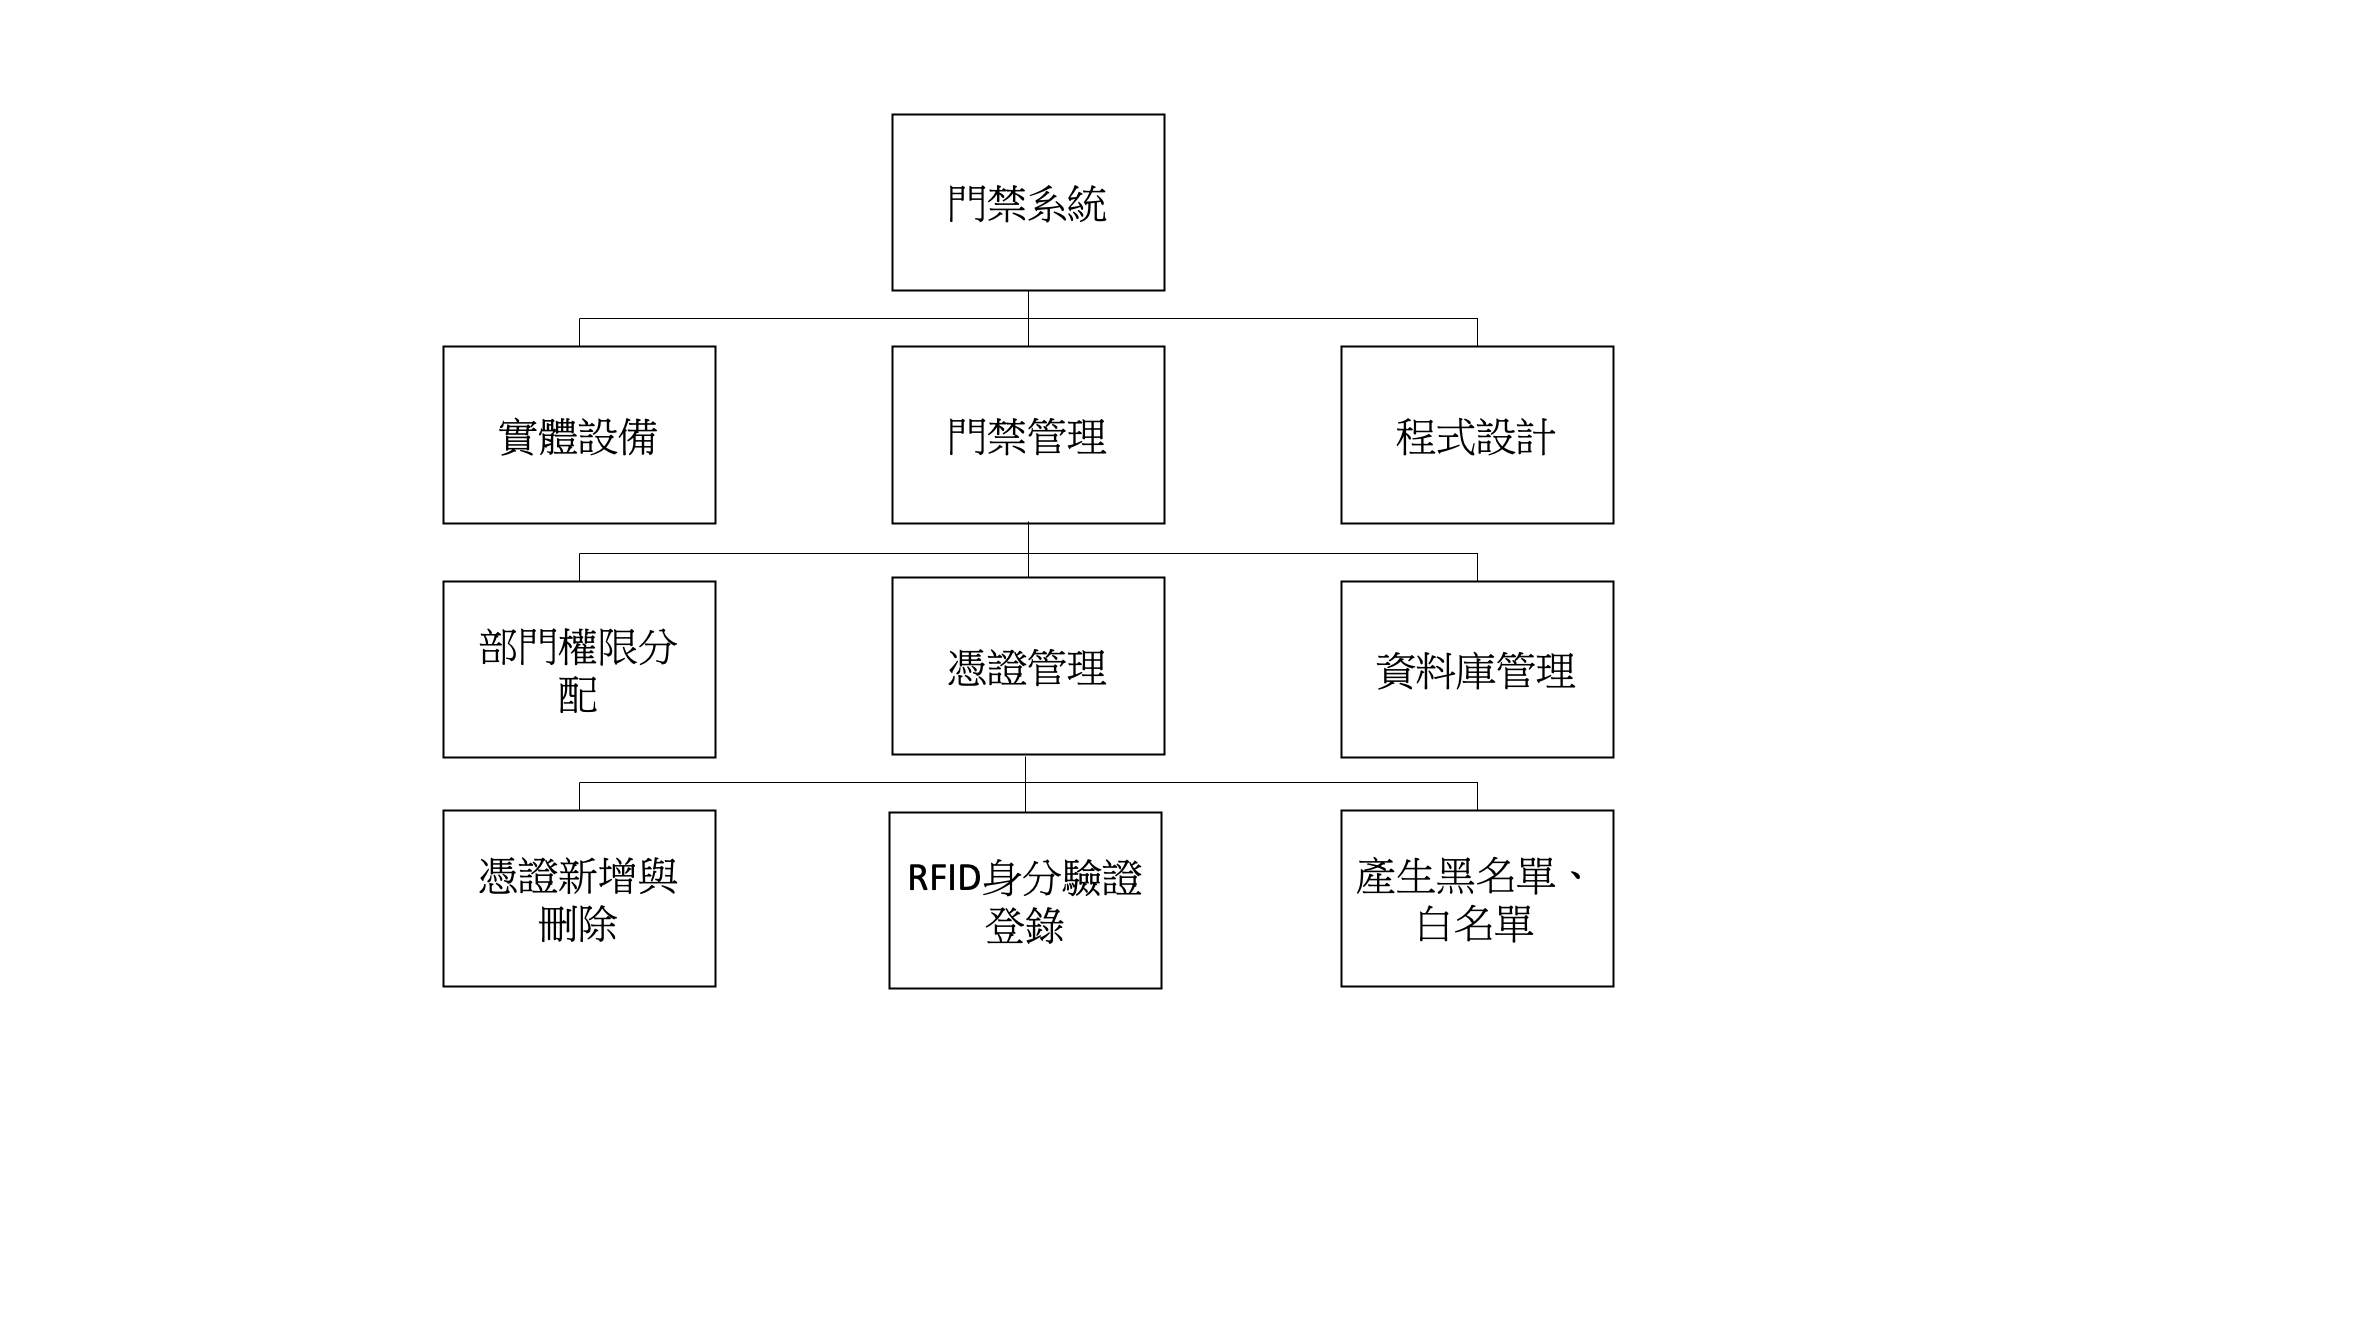 門禁系統
實體設備
門禁管理
程式設計
部門權限分
配
憑證管理
資料庫管理
憑證新增與
刪除
RFID身分驗證
登錄
產生黑名單、
白名單